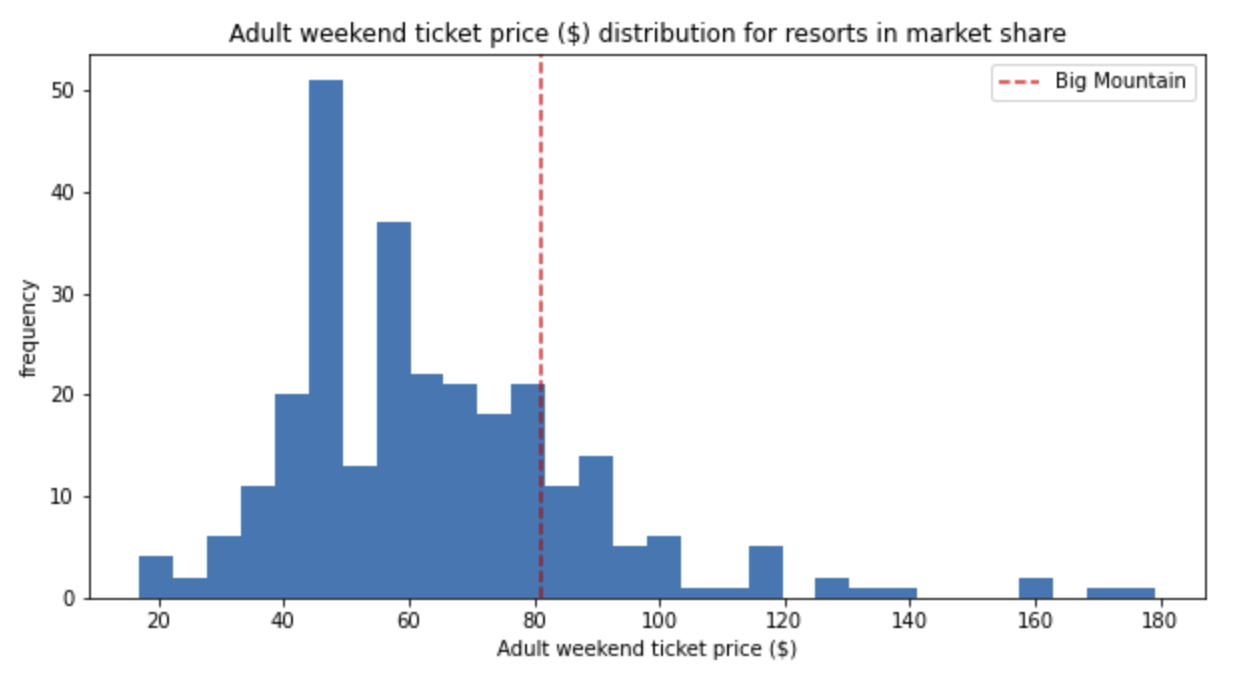 Adult weekend ticket price ($) distribution for resorts in market share
Big Mountain
50
40
30
20
10
0
frequency
20 40 60 80 100 120 140 160 180
Adult weekend ticket price ($)